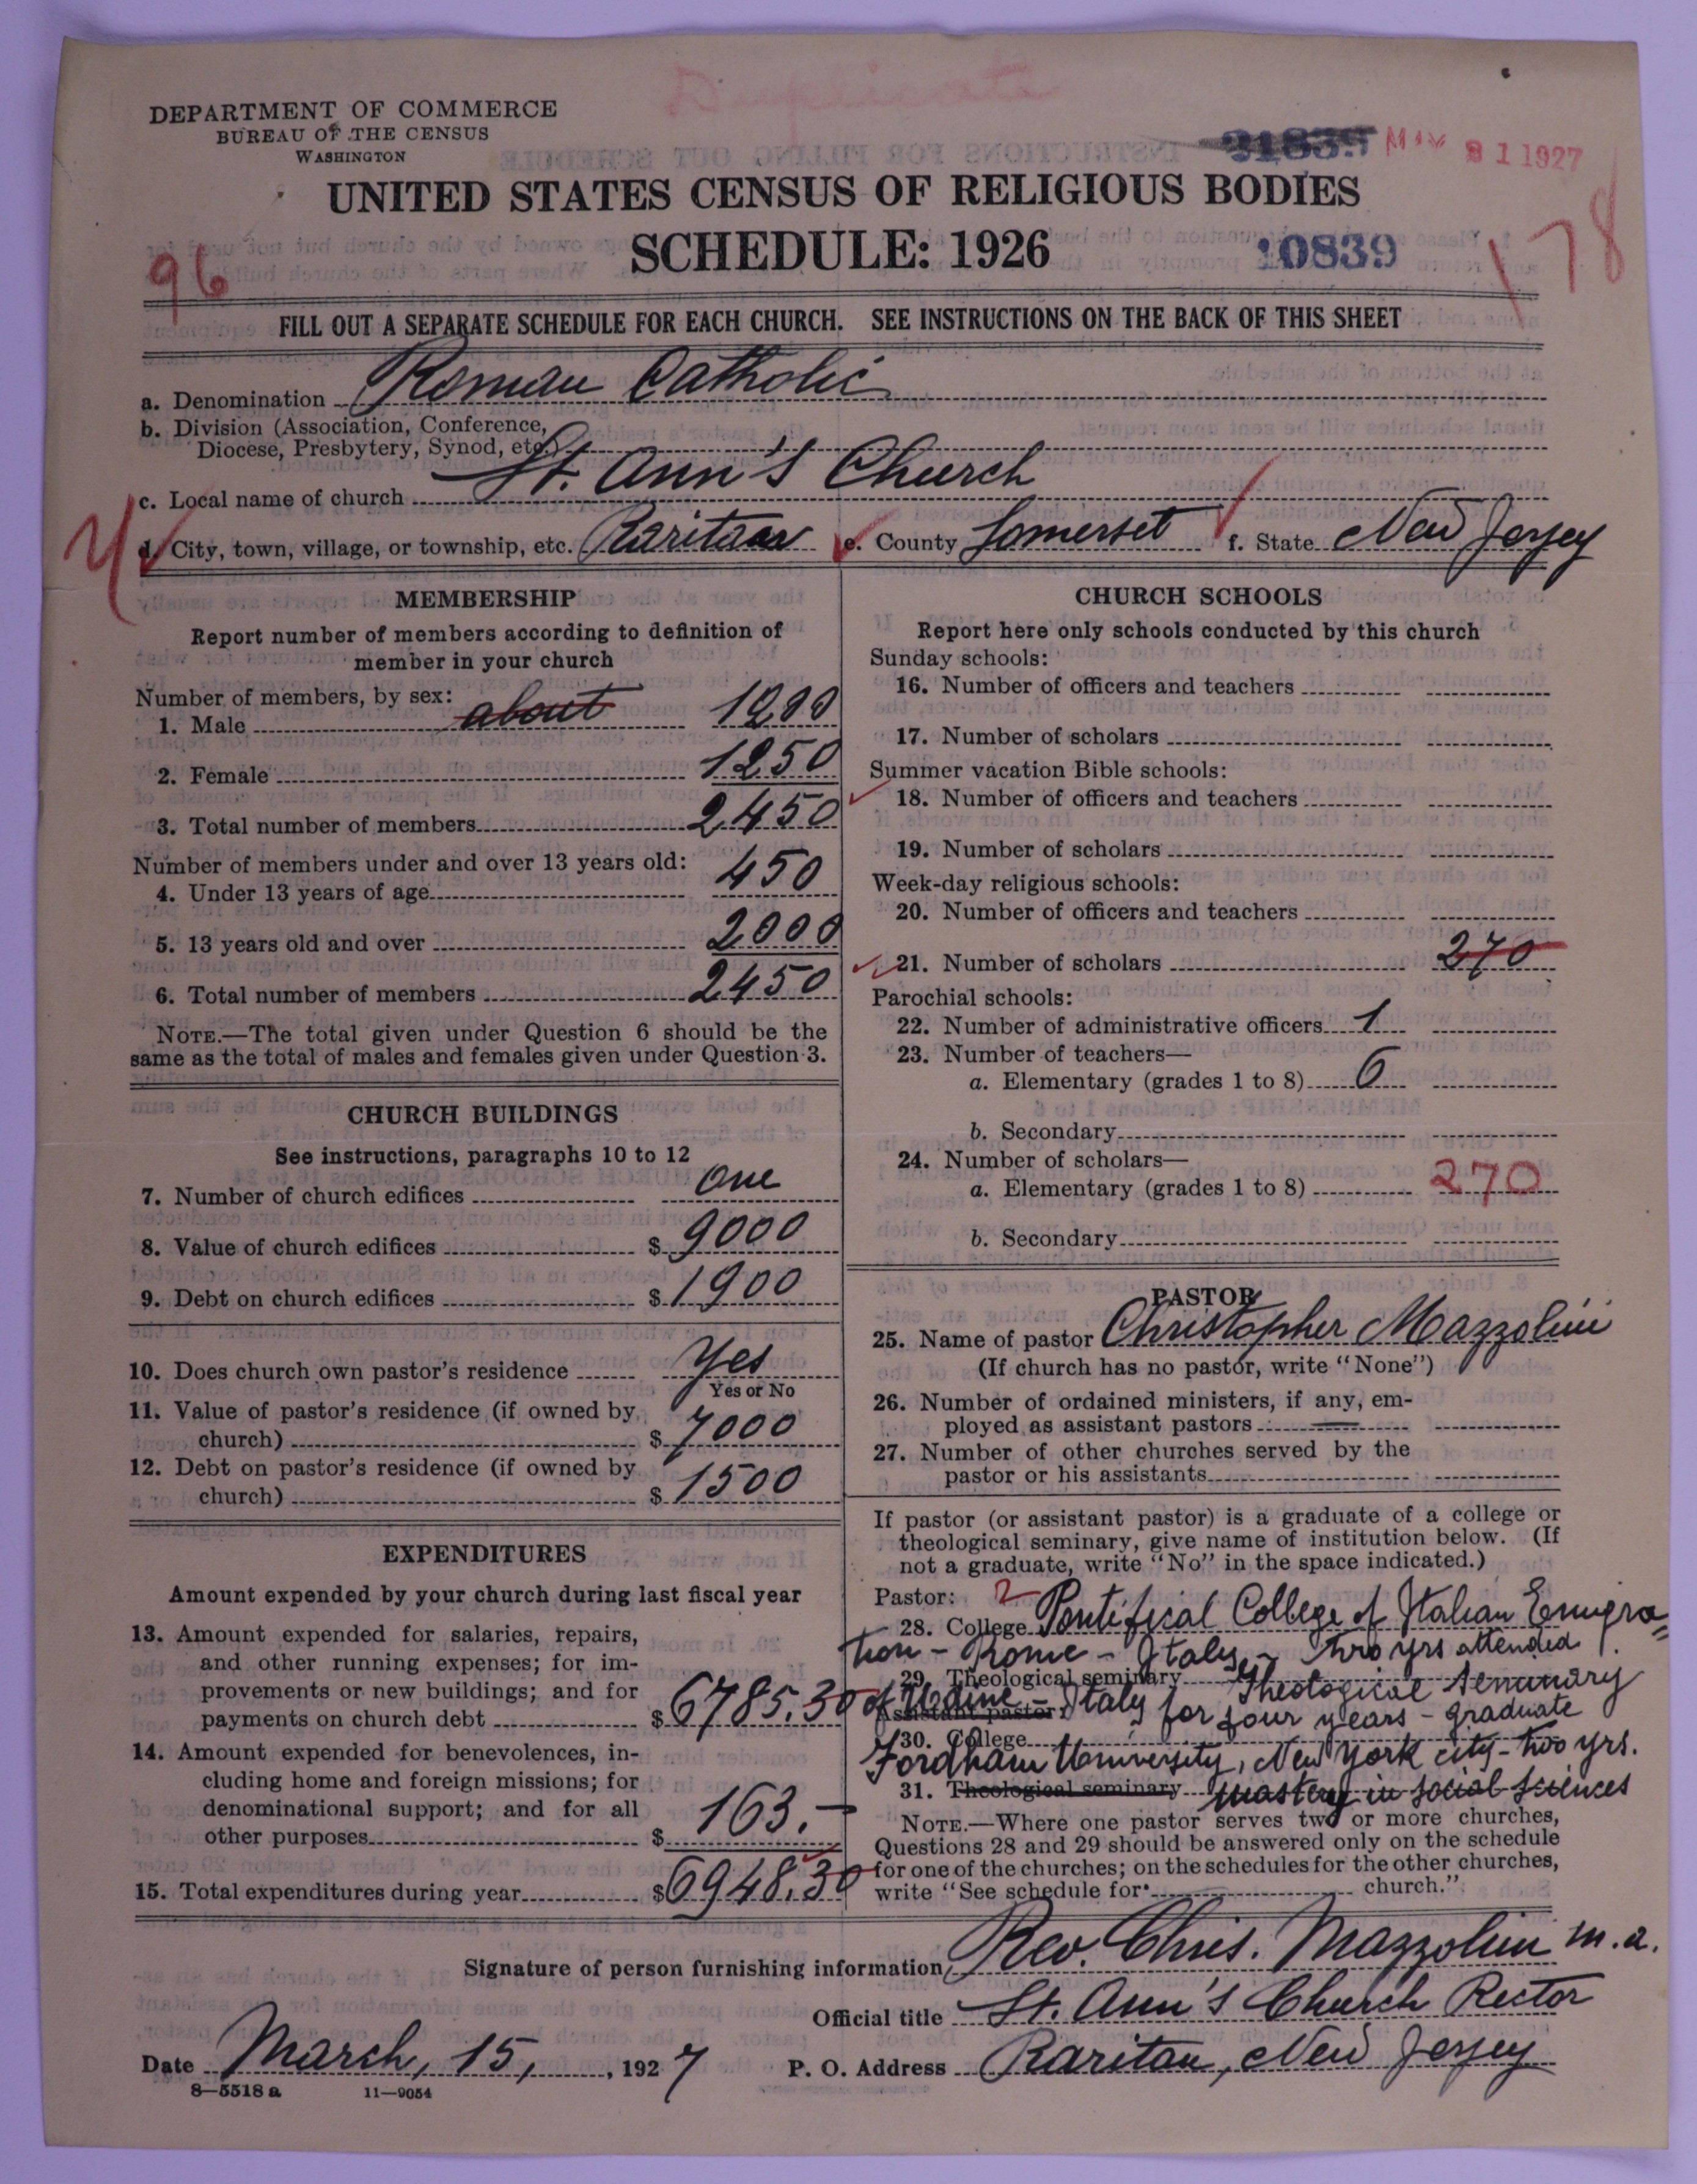 Duplicate
DEPARTMENT OF COMMERCE
BUREAU OF THE CENSUS
WASHINGTON
31839
MAY 31 1927
UNITED STATES CENSUS OF RELIGIOUS BODIES
SCHEDULE: 1926
10839
178
96
FILL OUT A SEPARATE SCHEDULE FOR EACH CHURCH. SEE INSTRUCTIONS ON THE BACK OF THIS SHEET
a. Denomination Roman Catholic
b. Division (Association, Conference,
Diocese, Presbytery, Synod, etc.)
c. Local name of church St. Ann's Church
d. City, town, village, or township, etc. Raritan e. County Somerset f. State New Jersey
MEMBERSHIP
Report number of members according to definition of
member in your church
Number of members, by sex:
1. Male about 1200
2. Female 1250
3. Total number of members 2450
Number of members under and over 13 years old:
4. Under 13 years of age 450
5. 13 years old and over 2000
6. Total number of members 2450
NOTE.—The total given under Question 6 should be the
same as the total of males and females given under Question 3.
CHURCH BUILDINGS
See instructions, paragraphs 10 to 12
7. Number of church edifices One
8. Value of church edifices $ 9000
9. Debt on church edifices $ 1900
10. Does church own pastor's residence Yes
Yes or No
11. Value of pastor's residence (if owned by
church) $ 7000
12. Debt on pastor's residence (if owned by
church) $ 1500
EXPENDITURES
Amount expended by your church during last fiscal year
13. Amount expended for salaries, repairs,
and other running expenses; for im-
provements or new buildings; and for
payments on church debt $ 6785.30
14. Amount expended for benevolences, in-
cluding home and foreign missions; for
denominational support; and for all
other purposes $ 163.—
15. Total expenditures during year $ 6948.30
CHURCH SCHOOLS
Report here only schools conducted by this church
Sunday schools:
16. Number of officers and teachers
17. Number of scholars
Summer vacation Bible schools:
18. Number of officers and teachers
19. Number of scholars
Week-day religious schools:
20. Number of officers and teachers
21. Number of scholars 270
Parochial schools:
22. Number of administrative officers 1
23. Number of teachers—
a. Elementary (grades 1 to 8) 6
b. Secondary
24. Number of scholars—
a. Elementary (grades 1 to 8) 270
b. Secondary
PASTOR
25. Name of pastor Christopher Mazzolini
(If church has no pastor, write "None")
26. Number of ordained ministers, if any, em-
ployed as assistant pastors
27. Number of other churches served by the
pastor or his assistants
If pastor (or assistant pastor) is a graduate of a college or
theological seminary, give name of institution below. (If
not a graduate, write "No" in the space indicated.)
Pastor: 2
28. College Pontifical College of Italian Emigra=
tion - Rome - Italy - two yrs attended
29. Theological seminary Theological Seminary
of Udine - Italy for four years - graduate
Assistant pastor:
30. College
Fordham University, New York city - two yrs.
31. Theological seminary mastery in social sciences
NOTE.—Where one pastor serves two or more churches,
Questions 28 and 29 should be answered only on the schedule
for one of the churches; on the schedules for the other churches,
write "See schedule for church."
Signature of person furnishing information Rev. Chris. Mazzolini m.a.
Official title St. Ann's Church Rector
Date March, 15, 1927 P. O. Address Raritan, New Jersey
8—5518 a 11—9054